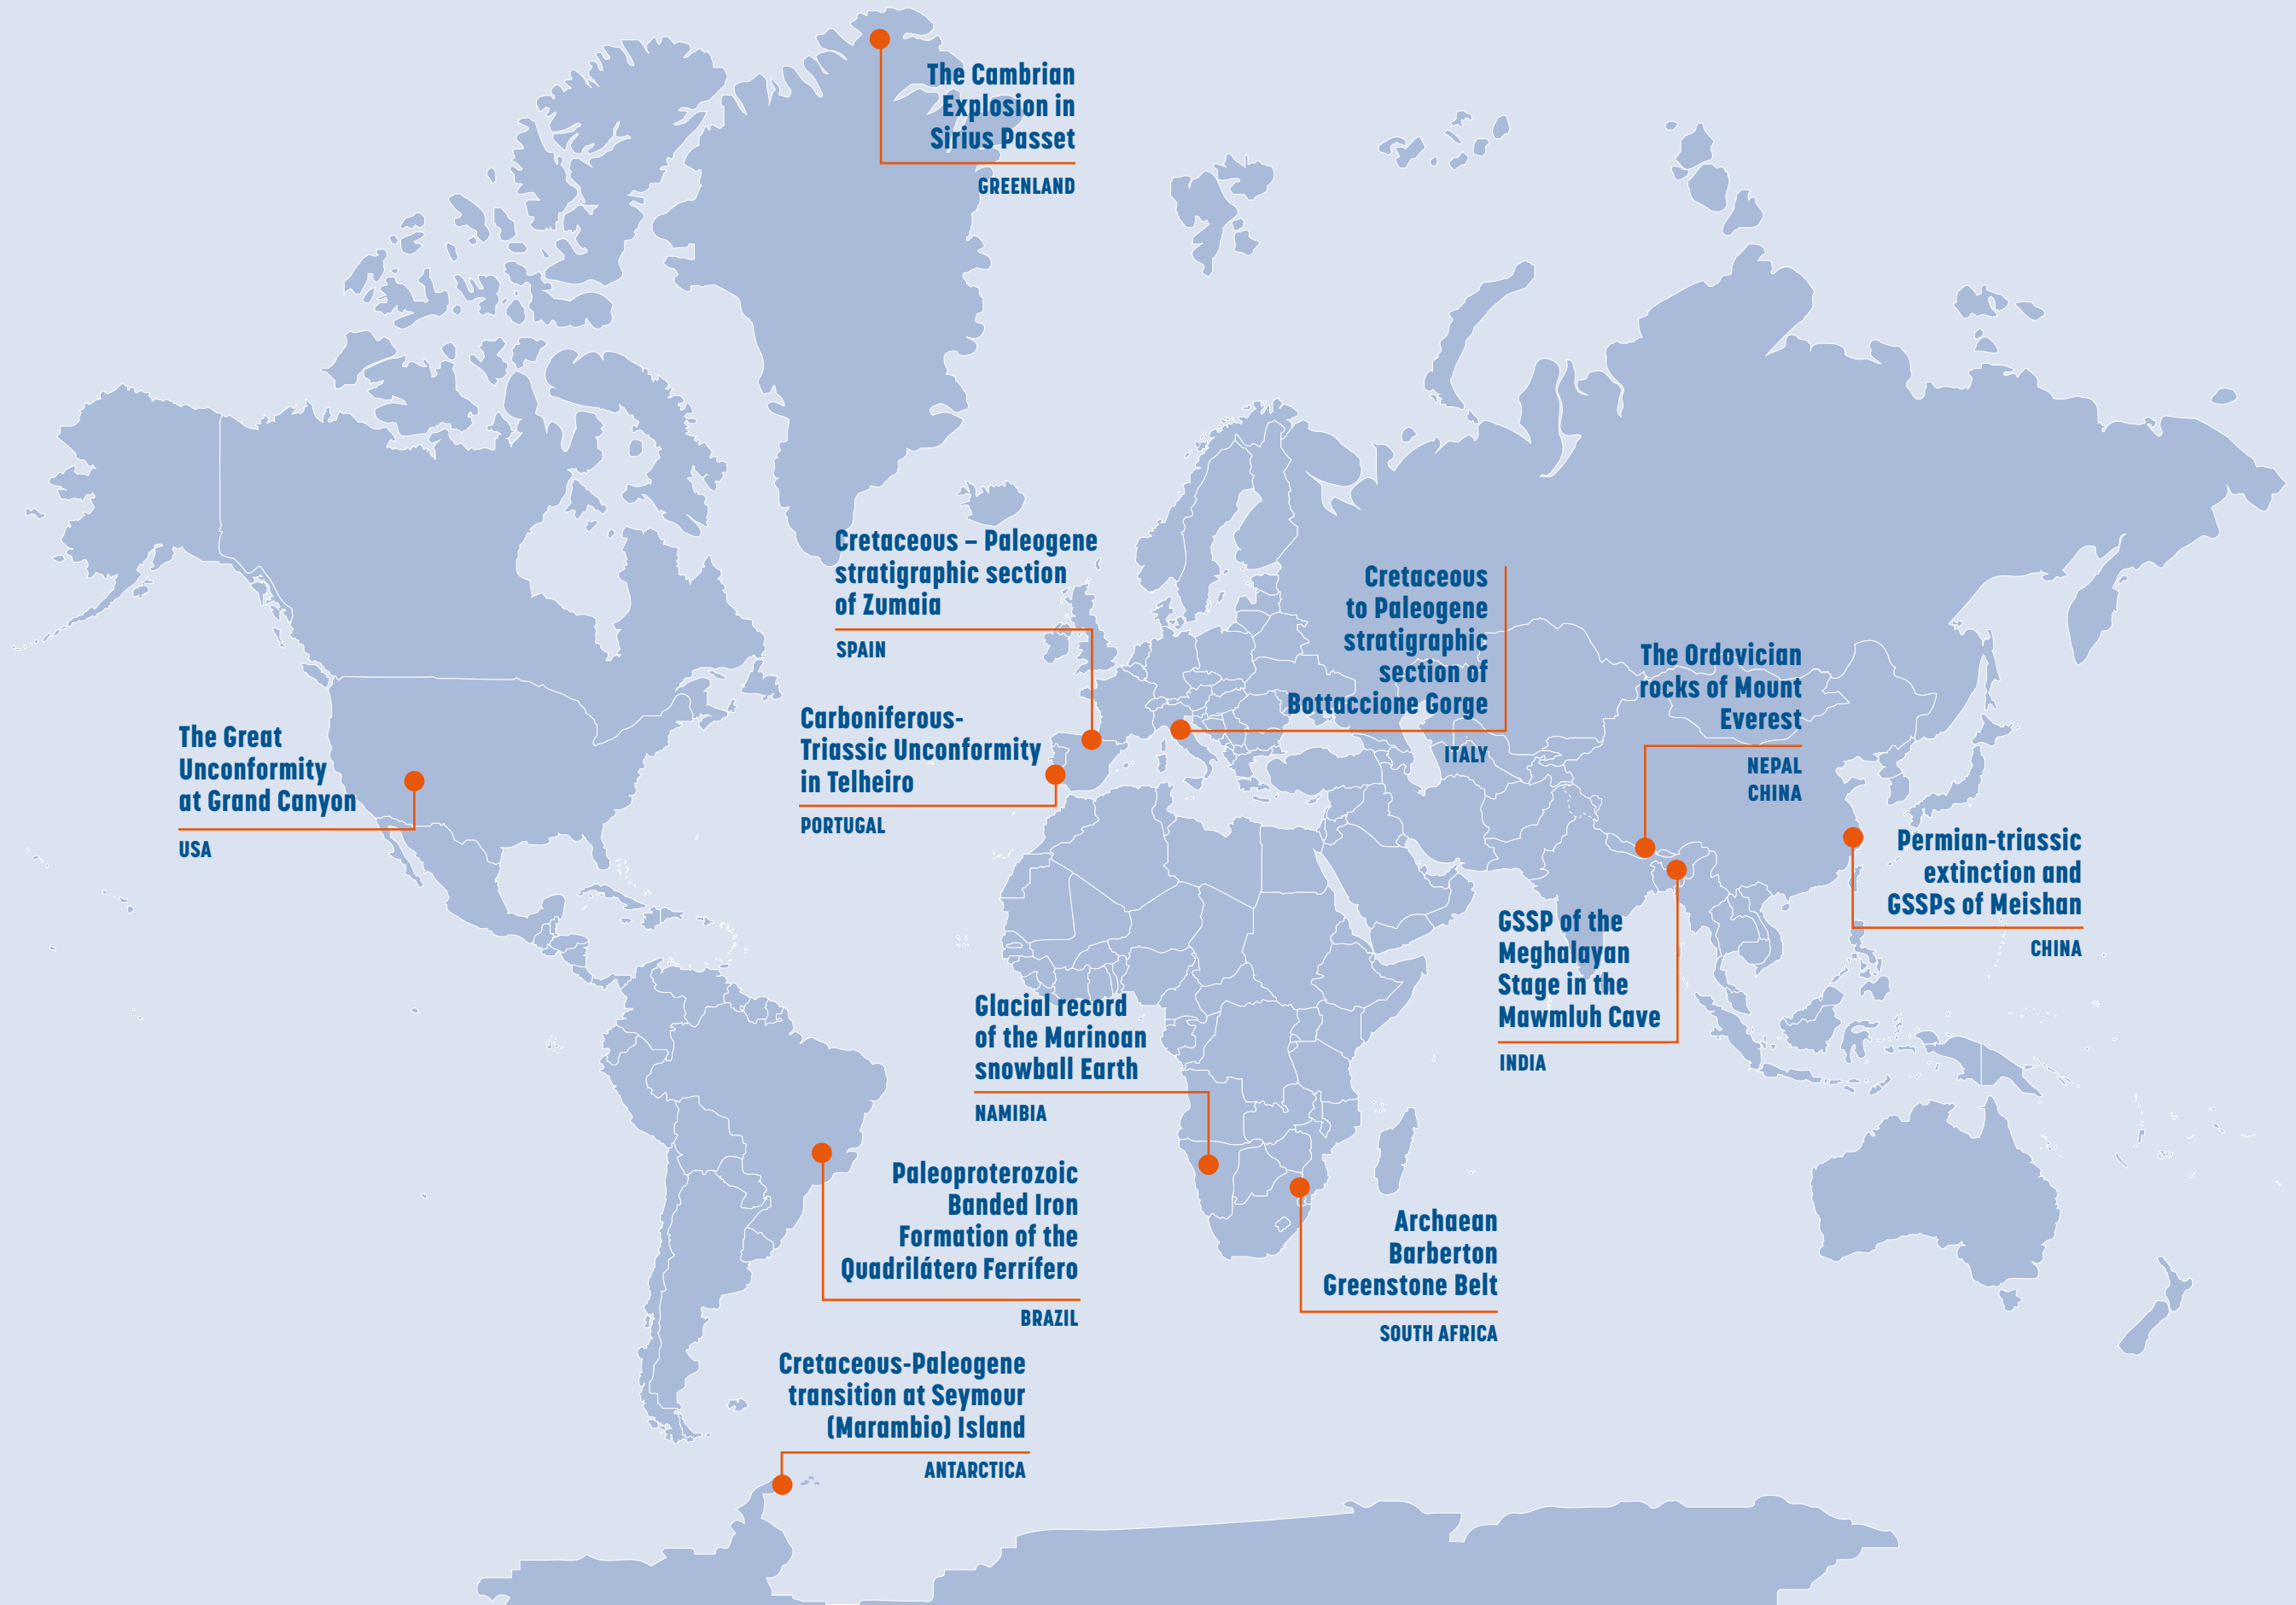 The Cambrian
Explosion in
Sirius Passet
GREENLAND
Cretaceous – Paleogene
stratigraphic section
of Zumaia
SPAIN
Cretaceous
to Paleogene
stratigraphic
section of
Bottaccione Gorge
ITALY
The Ordovician
rocks of Mount
Everest
NEPAL
CHINA
Carboniferous-
Triassic Unconformity
in Telheiro
PORTUGAL
The Great
Unconformity
at Grand Canyon
USA
Permian-triassic
extinction and
GSSPs of Meishan
CHINA
GSSP of the
Meghalayan
Stage in the
Mawmluh Cave
INDIA
Glacial record
of the Marinoan
snowball Earth
NAMIBIA
Paleoproterozoic
Banded Iron
Formation of the
Quadrilátero Ferrífero
BRAZIL
Archaean
Barberton
Greenstone Belt
SOUTH AFRICA
Cretaceous-Paleogene
transition at Seymour
(Marambio) Island
ANTARCTICA